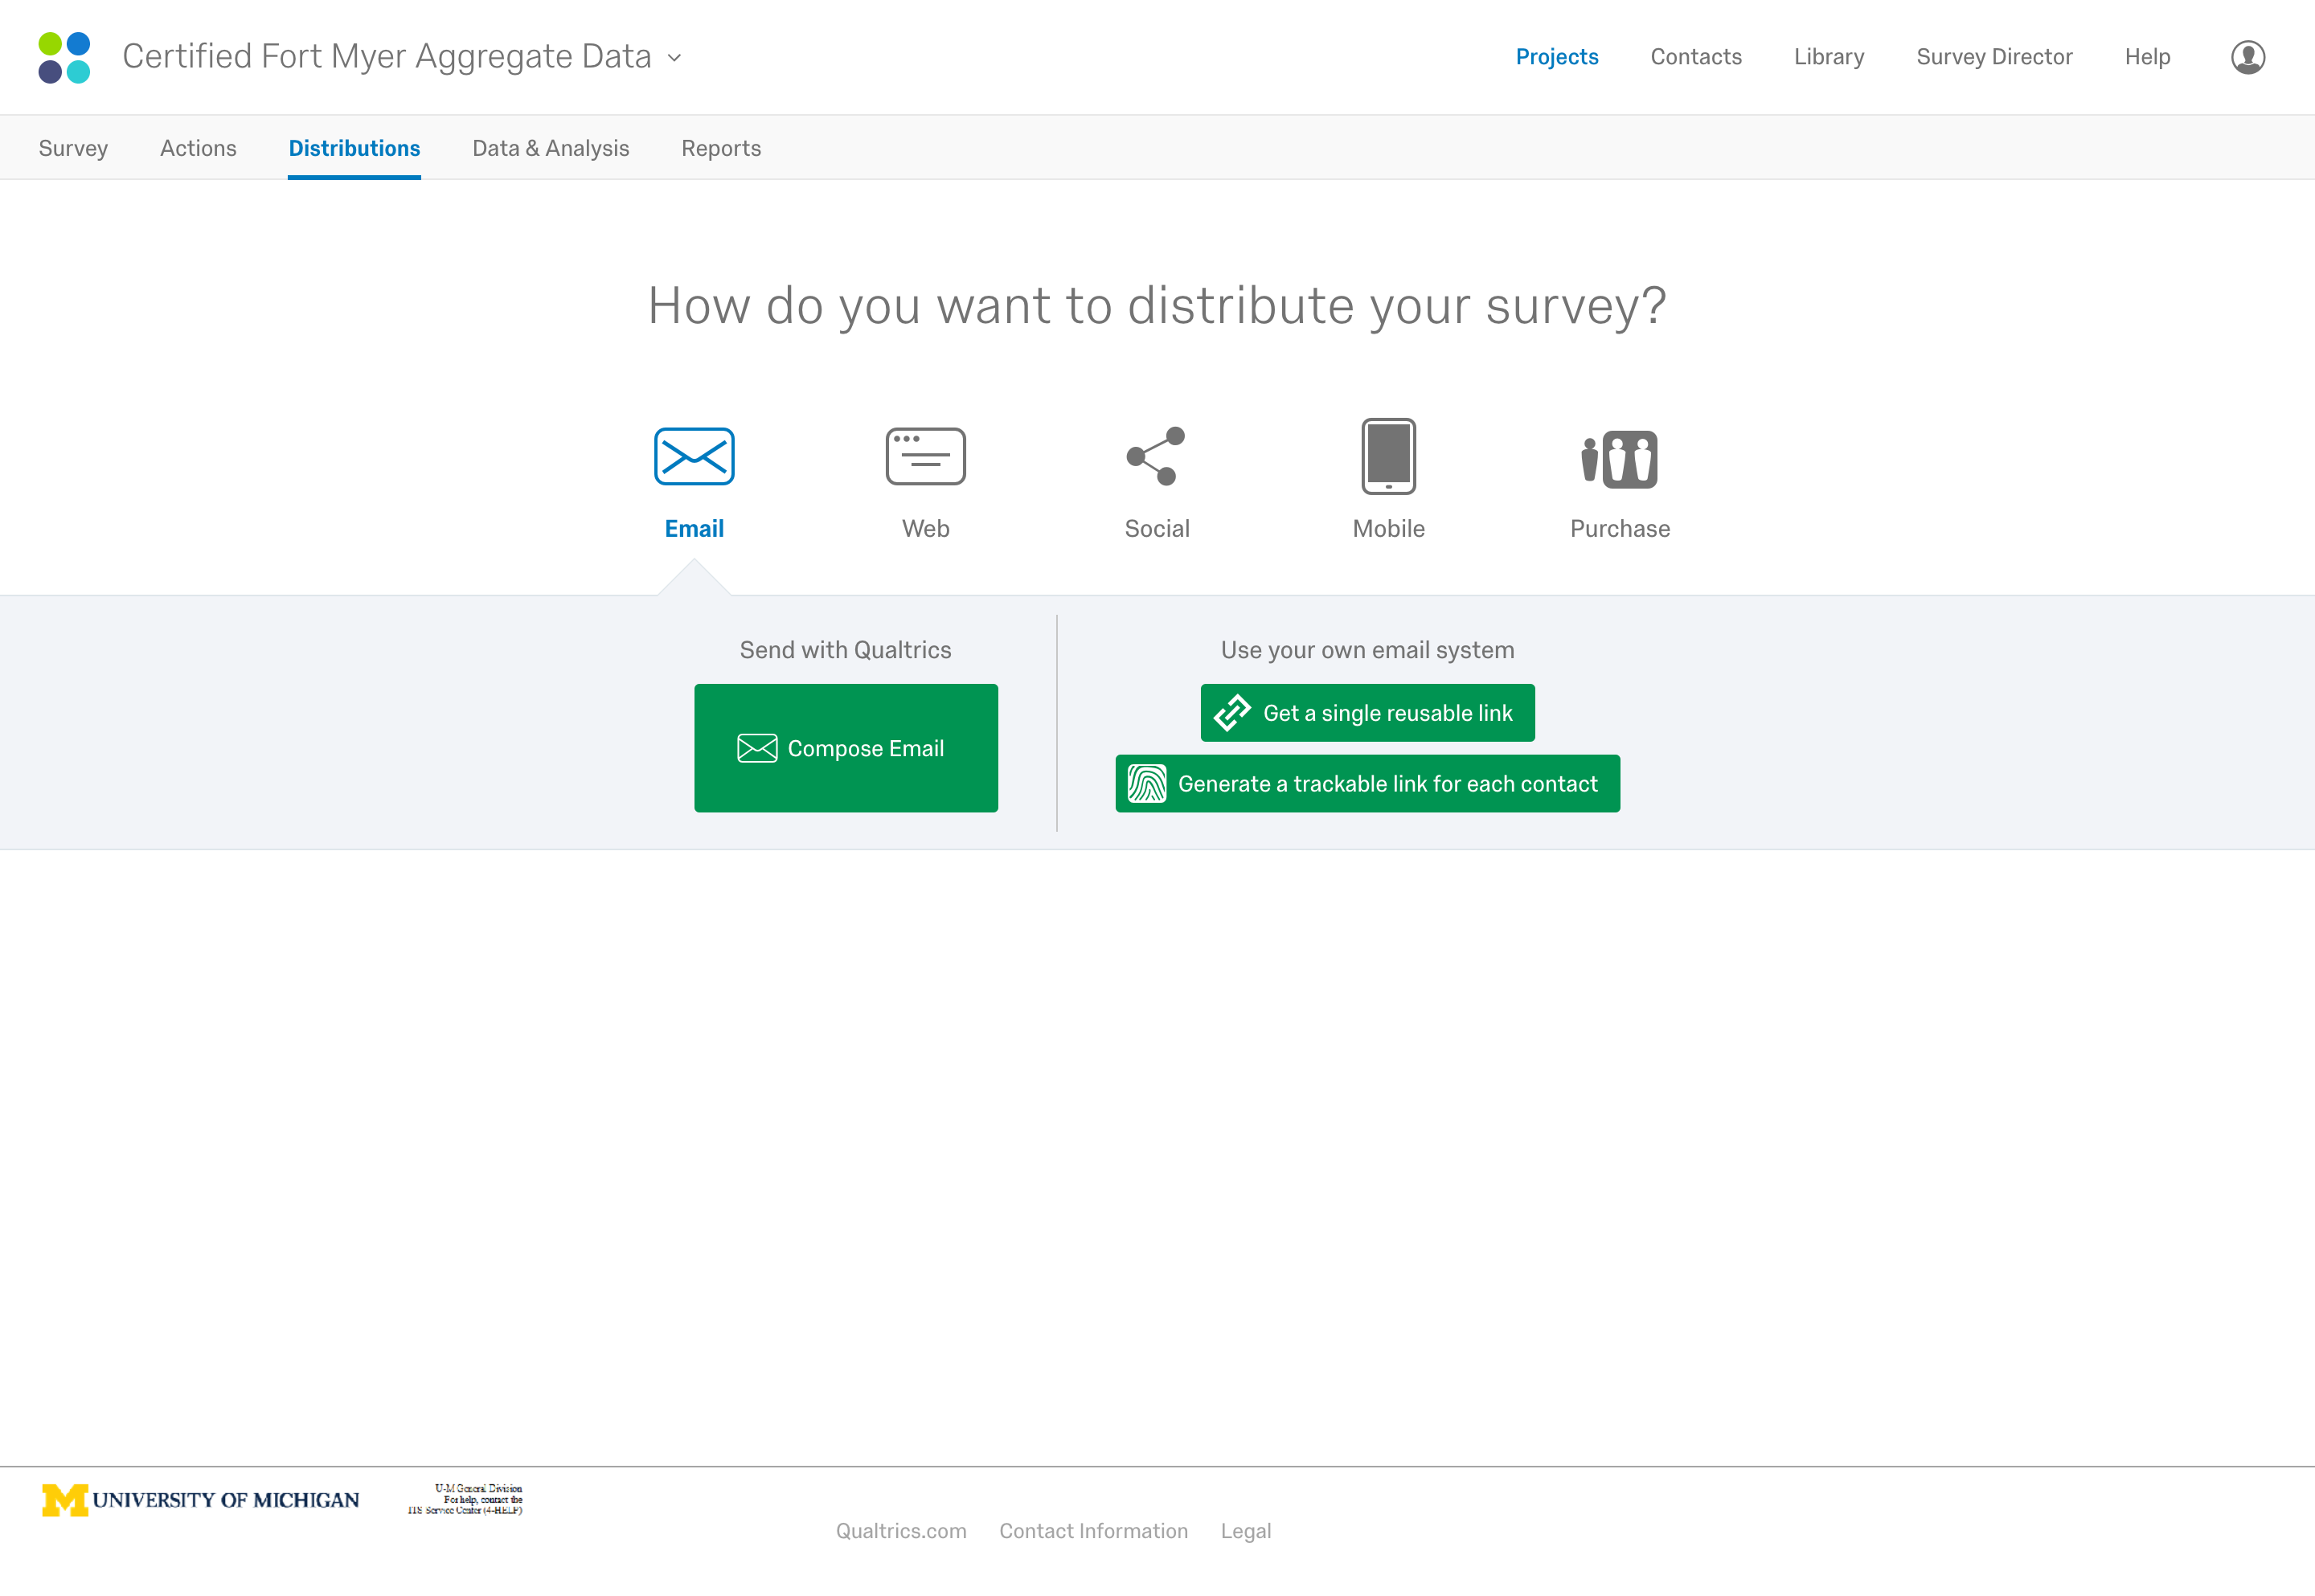 Certified Fort Myer Aggregate Data
Projects Contacts Library Survey Director Help
Survey Actions Distributions Data & Analysis Reports
How do you want to distribute your survey?
Email Web Social Mobile Purchase
Send with Qualtrics
Compose Email
Use your own email system
Get a single reusable link
Generate a trackable link for each contact
M UNIVERSITY OF MICHIGAN
U-M General Division
For help, contact the
ITS Service Center (4-HELP)
Qualtrics.com Contact Information Legal